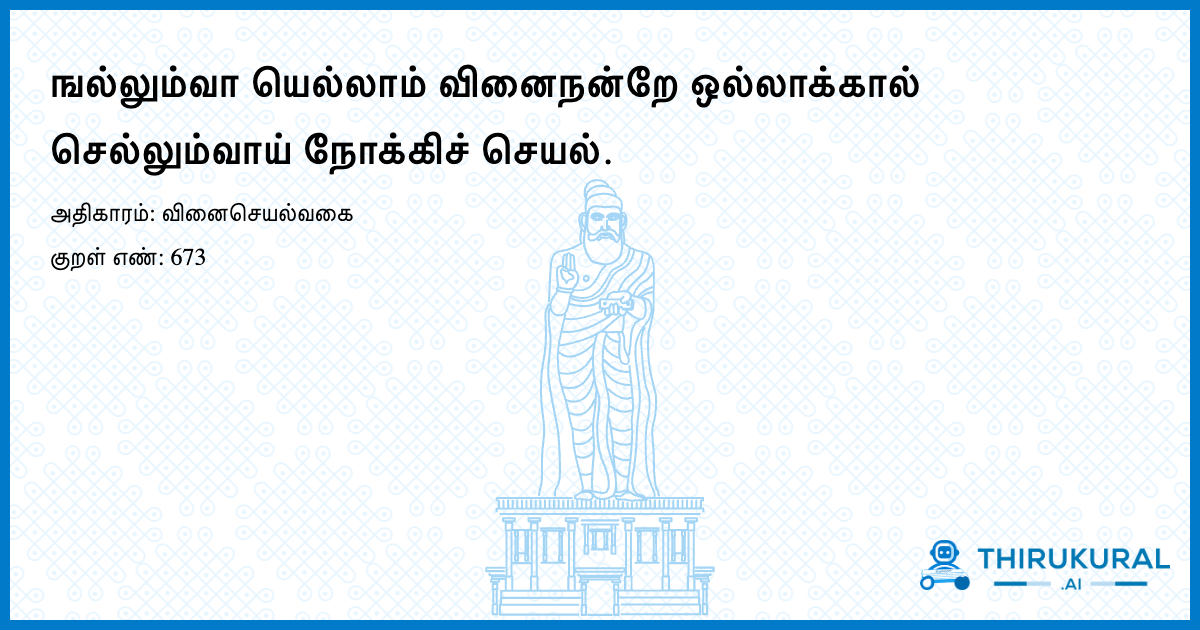 ஙல்லும்வா யெல்லாம் வினைநன்றே ஒல்லாக்கால்
செல்லும்வாய் நோக்கிச் செயல்.
அதிகாரம்: வினைசெயல்வகை
குறள் எண்: 673
THIRUKURAL
.AI